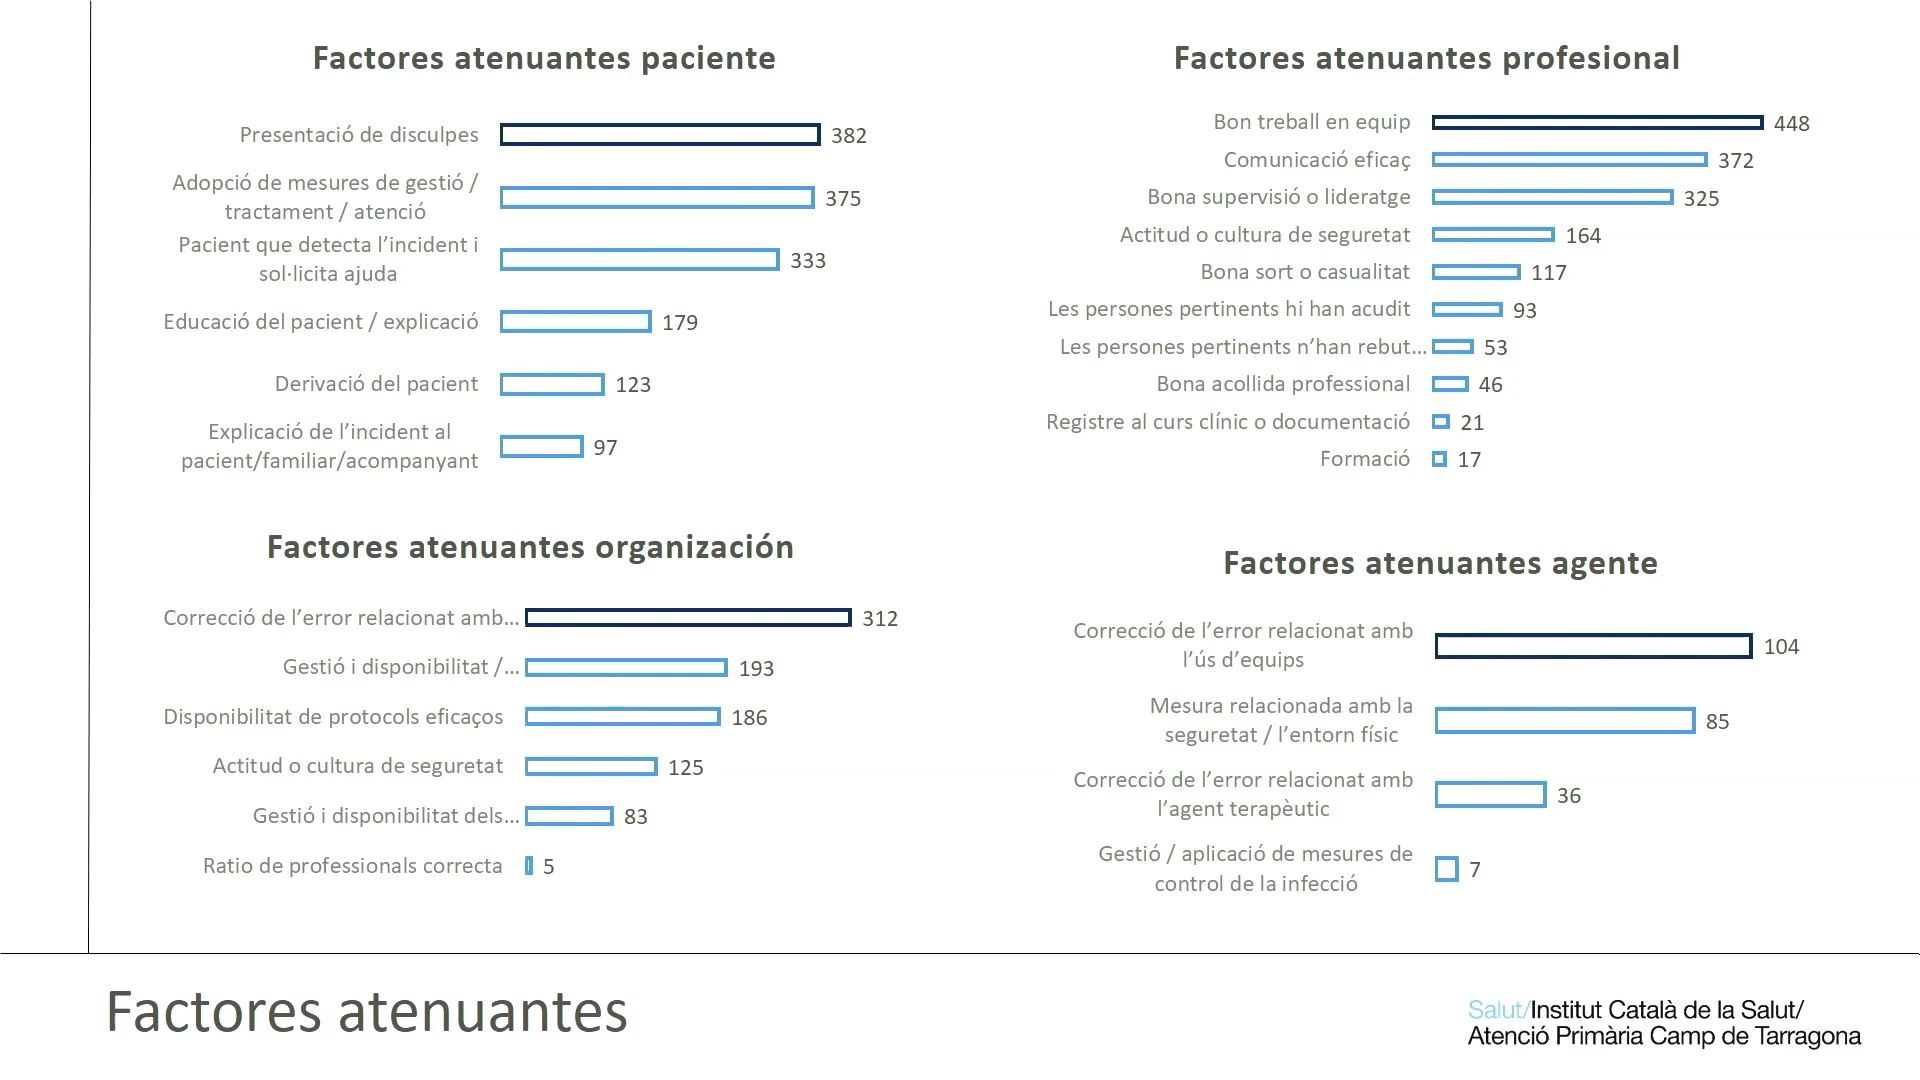 Factores atenuantes paciente
Presentació de disculpes
382
Adopció de mesures de gestió /
tractament / atenció
375
Pacient que detecta l’incident i
sol·licita ajuda
333
Educació del pacient / explicació
179
Derivació del pacient
123
Explicació de l’incident al
pacient/familiar/acompanyant
97
Factores atenuantes profesional
Bon treball en equip
448
Comunicació eficaç
372
Bona supervisió o lideratge
325
Actitud o cultura de seguretat
164
Bona sort o casualitat
117
Les persones pertinents hi han acudit
93
Les persones pertinents n’han rebut...
53
Bona acollida professional
46
Registre al curs clínic o documentació
21
Formació
17
Factores atenuantes organización
Correcció de l’error relacionat amb...
312
Gestió i disponibilitat /...
193
Disponibilitat de protocols eficaços
186
Actitud o cultura de seguretat
125
Gestió i disponibilitat dels...
83
Ratio de professionals correcta
5
Factores atenuantes agente
Correcció de l’error relacionat amb
l’ús d’equips
104
Mesura relacionada amb la
seguretat / l’entorn físic
85
Correcció de l’error relacionat amb
l’agent terapèutic
36
Gestió / aplicació de mesures de
control de la infecció
7
Factores atenuantes
Salut/Institut Català de la Salut/
Atenció Primària Camp de Tarragona